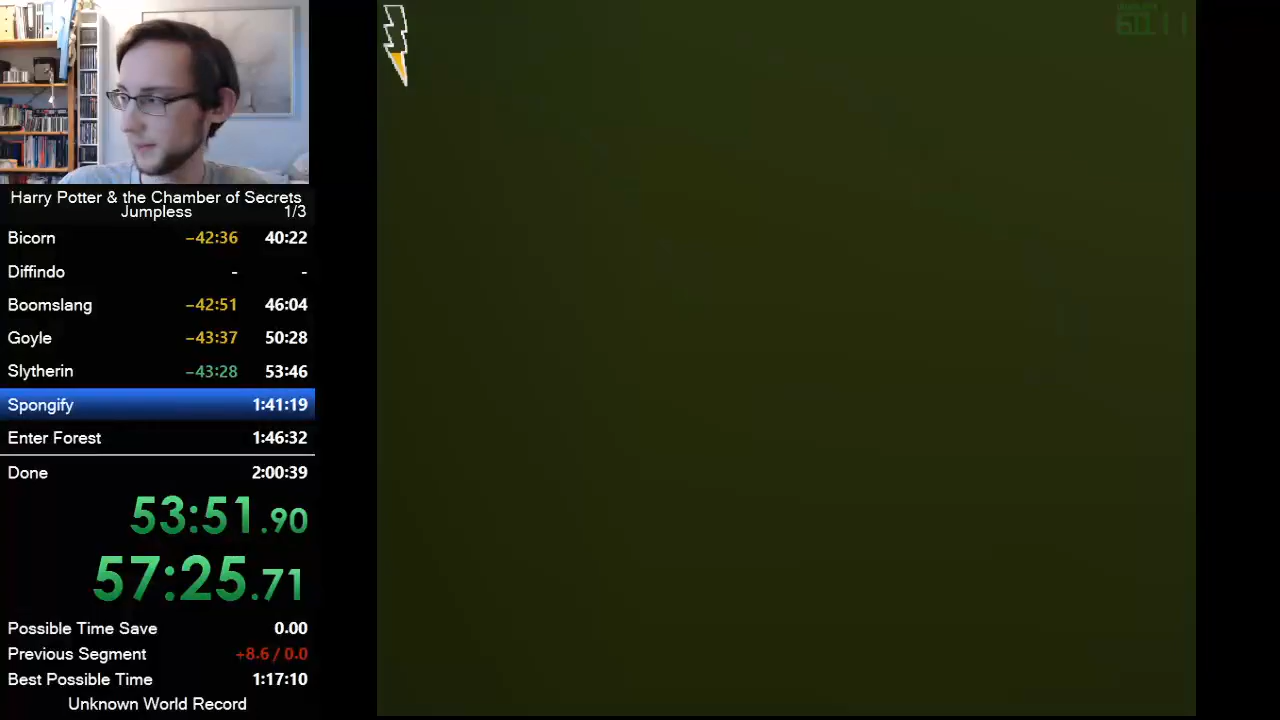 Harry Potter & the Chamber of Secrets
Jumpless 1/3
Bicorn −42:36 40:22
Diffindo - -
Boomslang −42:51 46:04
Goyle −43:37 50:28
Slytherin −43:28 53:46
Spongify 1:41:19
Enter Forest 1:46:32
Done 2:00:39
53:51.90
57:25.71
Possible Time Save 0.00
Previous Segment +8.6 / 0.0
Best Possible Time 1:17:10
Unknown World Record